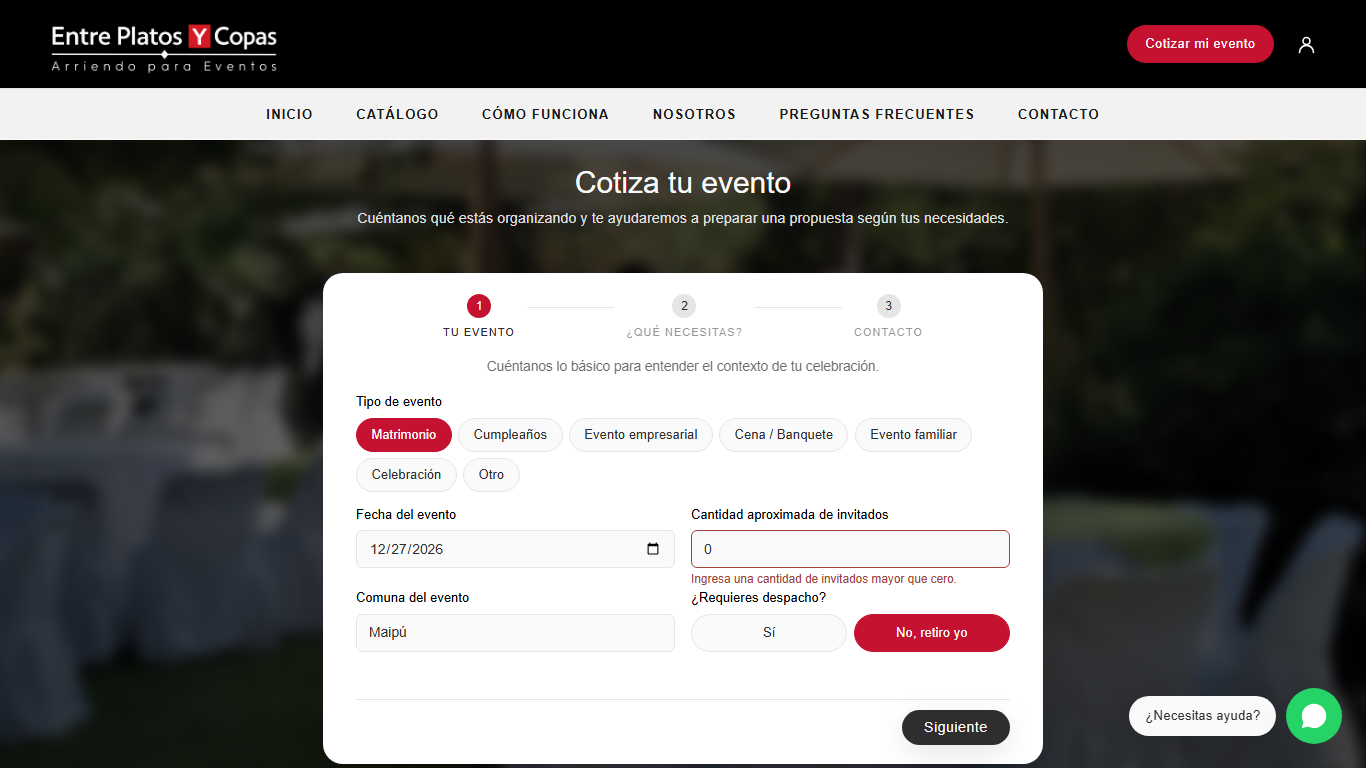 Entre Platos Y Copas
Arriendo para Eventos
Cotizar mi evento
INICIO CATÁLOGO CÓMO FUNCIONA NOSOTROS PREGUNTAS FRECUENTES CONTACTO
Cotiza tu evento
Cuéntanos qué estás organizando y te ayudaremos a preparar una propuesta según tus necesidades.
1 2 3
TU EVENTO ¿QUÉ NECESITAS? CONTACTO
Cuéntanos lo básico para entender el contexto de tu celebración.
Tipo de evento
Matrimonio Cumpleaños Evento empresarial Cena / Banquete Evento familiar
Celebración Otro
Fecha del evento Cantidad aproximada de invitados
12/27/2026 0
Ingresa una cantidad de invitados mayor que cero.
Comuna del evento ¿Requieres despacho?
Maipú Sí No, retiro yo
Siguiente
¿Necesitas ayuda?